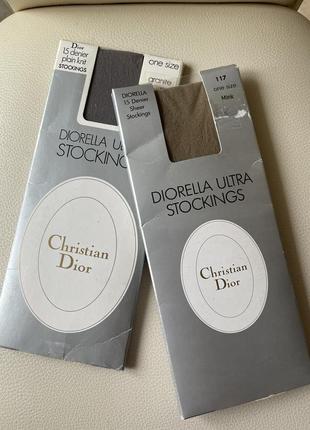 Dior
15 denier
plain knit
STOCKINGS
one size
granite
DIORELLA ULTRA
STOCKINGS
Christian
Dior
DIORELLA
15 Denier
Sheer
Stockings
117
one size
Mink
DIORELLA ULTRA
STOCKINGS
Christian
Dior